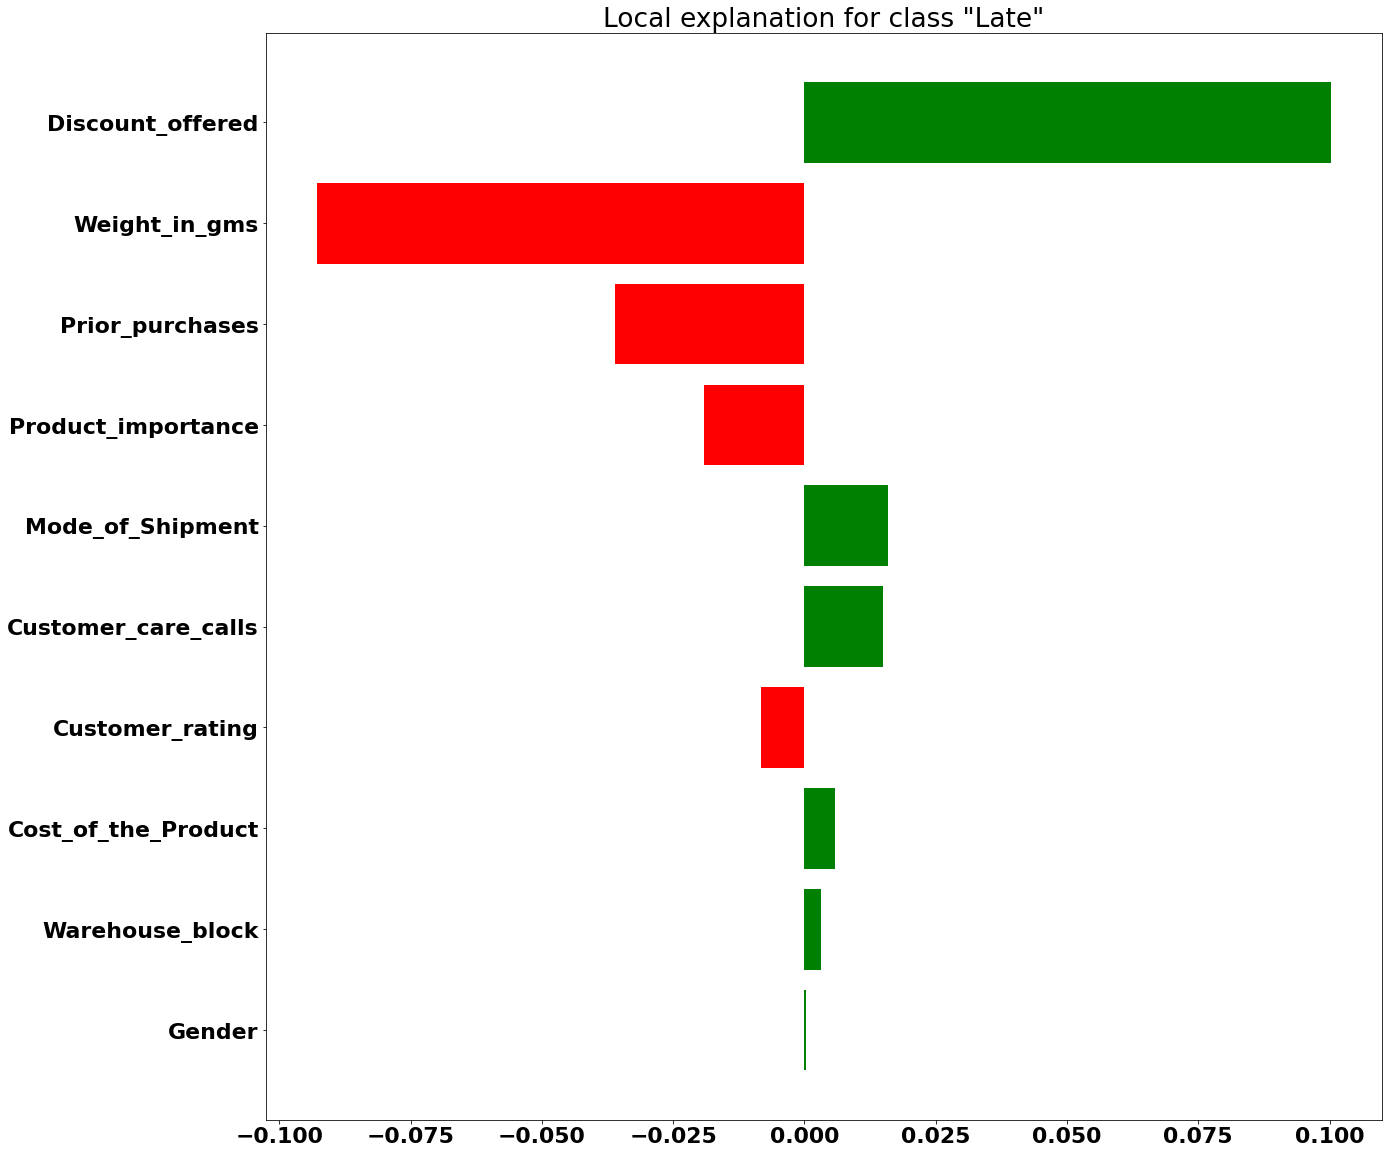 Local explanation for class "Late"
Discount_offered
Weight_in_gms
Prior_purchases
Product_importance
Mode_of_Shipment
Customer_care_calls
Customer_rating
Cost_of_the_Product
Warehouse_block
Gender
−0.100 −0.075 −0.050 −0.025 0.000 0.025 0.050 0.075 0.100